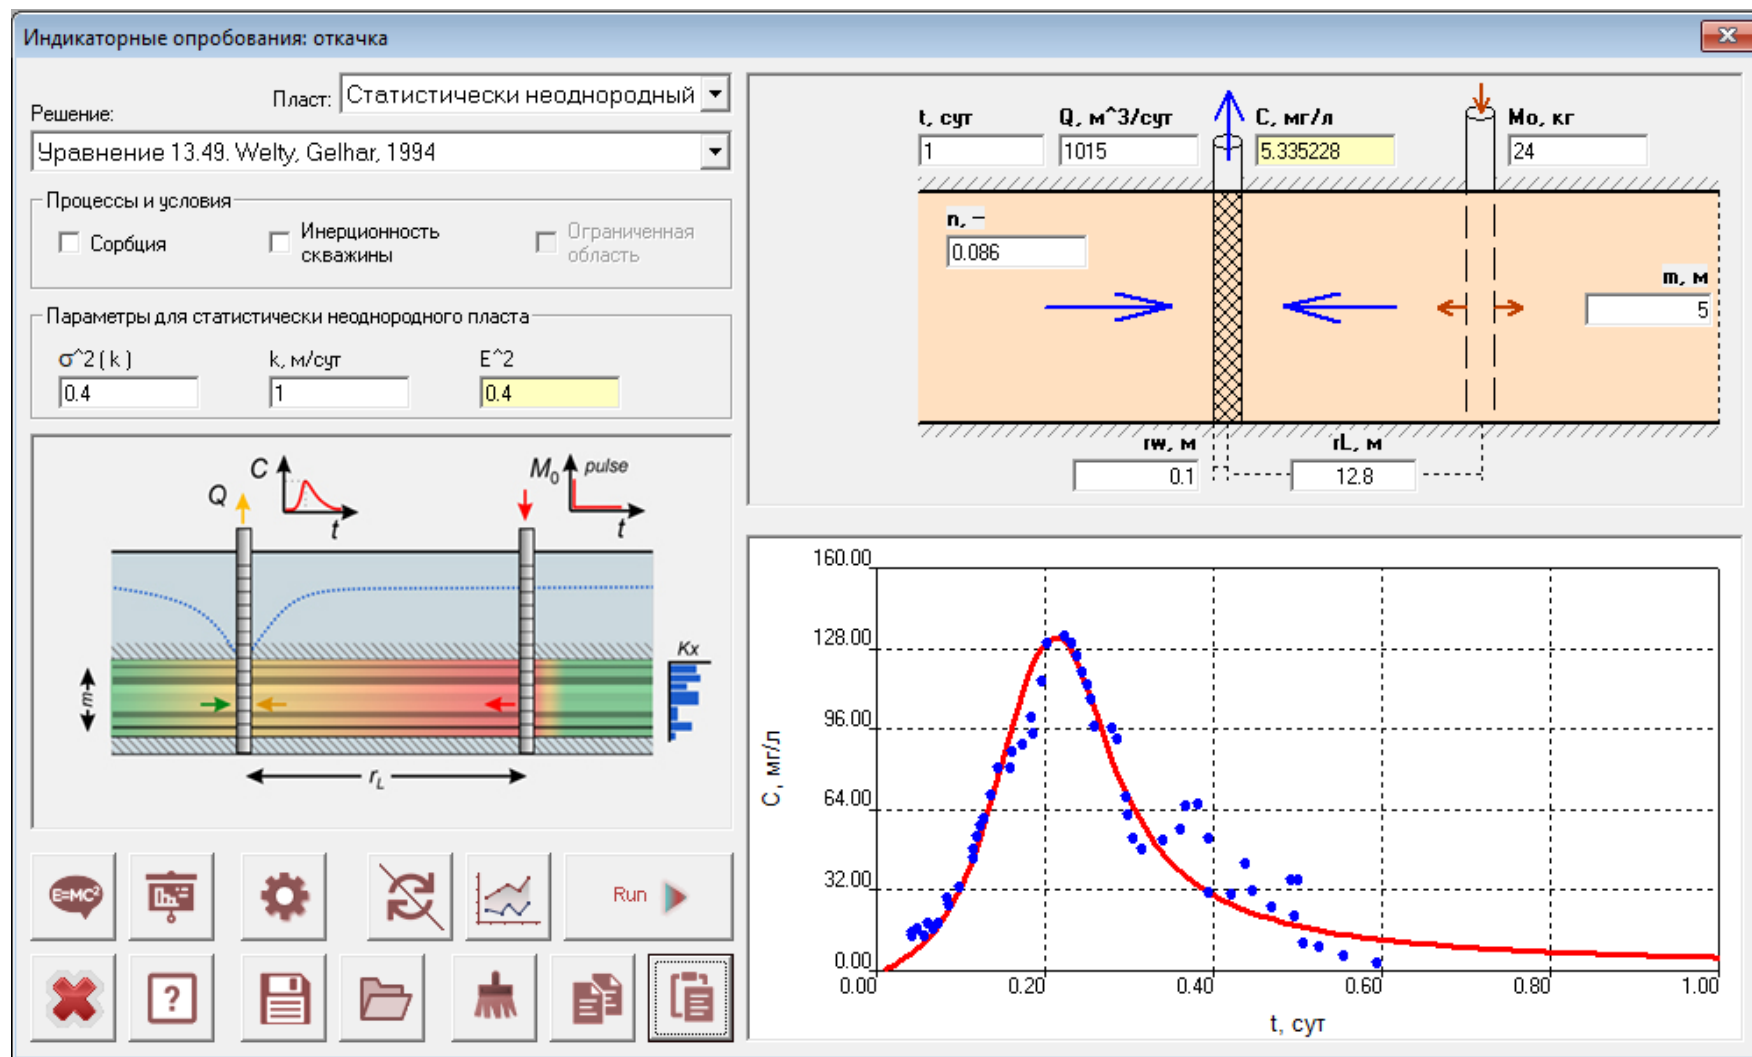 Индикаторные опробования: откачка
Пласт: Статистически неоднородный
Решение:
Уравнение 13.49. Welty, Gelhar, 1994
Процессы и условия
Сорбция
Инерционность
скважины
Ограниченная
область
Параметры для статистически неоднородного пласта
σ^2 ( k ) k, м/сут E^2
0.4 1 0.4
C
Q
t
M0 pulse
t
m
Kx
rL
E=MC²
Run
?
t, сут Q, м^3/сут C, мг/л Mo, кг
1 1015 5.335228 24
n, –
0.086
m, м
5
rw, м rL, м
0.1 12.8
160.00
128.00
96.00
64.00
32.00
0.00
C, мг/л
0.00 0.20 0.40 0.60 0.80 1.00
t, сут